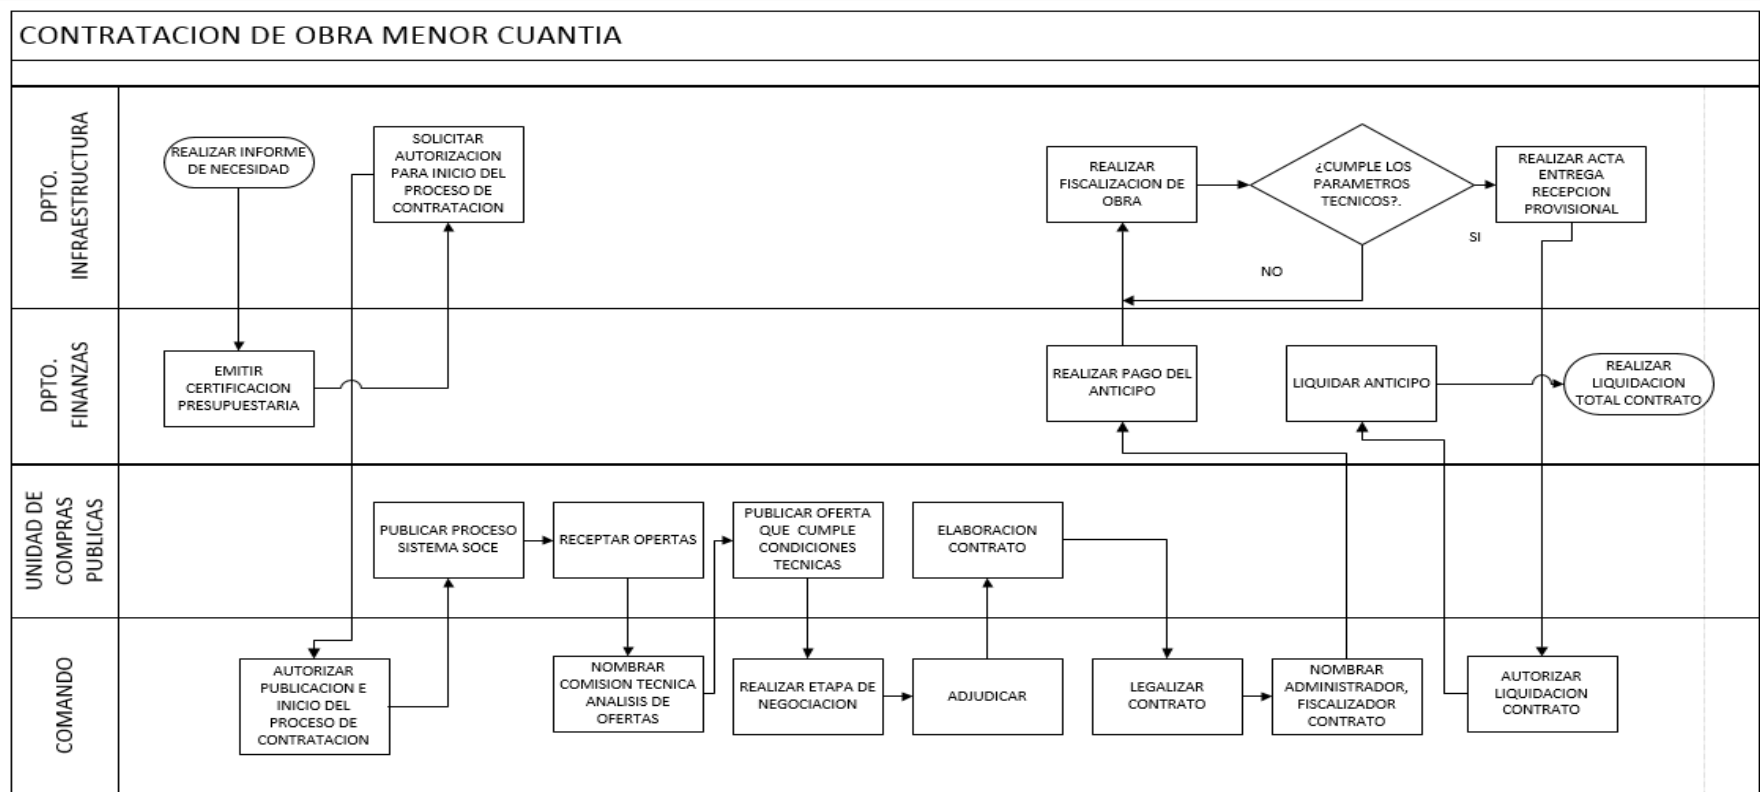 CONTRATACION DE OBRA MENOR CUANTIA
DPTO.
INFRAESTRUCTURA
REALIZAR INFORME
DE NECESIDAD
SOLICITAR
AUTORIZACION
PARA INICIO DEL
PROCESO DE
CONTRATACION
REALIZAR
FISCALIZACION DE
OBRA
¿CUMPLE LOS
PARAMETROS
TECNICOS?.
REALIZAR ACTA
ENTREGA
RECEPCION
PROVISIONAL
SI
NO
DPTO.
FINANZAS
EMITIR
CERTIFICACION
PRESUPUESTARIA
REALIZAR PAGO DEL
ANTICIPO
LIQUIDAR ANTICIPO
REALIZAR
LIQUIDACION
TOTAL CONTRATO
UNIDAD DE
COMPRAS
PUBLICAS
PUBLICAR PROCESO
SISTEMA SOCE
RECEPTAR OPERTAS
PUBLICAR OFERTA
QUE CUMPLE
CONDICIONES
TECNICAS
ELABORACION
CONTRATO
COMANDO
AUTORIZAR
PUBLICACION E
INICIO DEL
PROCESO DE
CONTRATACION
NOMBRAR
COMISION TECNICA
ANALISIS DE
OFERTAS
REALIZAR ETAPA DE
NEGOCIACION
ADJUDICAR
LEGALIZAR
CONTRATO
NOMBRAR
ADMINISTRADOR,
FISCALIZADOR
CONTRATO
AUTORIZAR
LIQUIDACION
CONTRATO